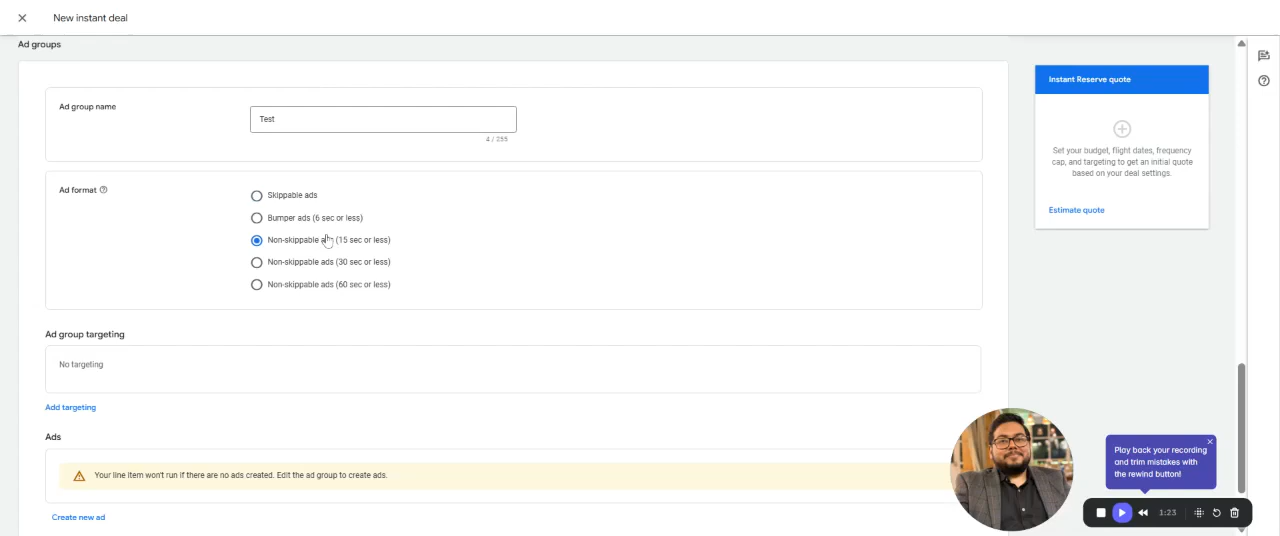 New instant deal
Ad groups
Ad group name
Test
4 / 255
Ad format
Skippable ads
Bumper ads (6 sec or less)
Non-skippable ads (15 sec or less)
Non-skippable ads (30 sec or less)
Non-skippable ads (60 sec or less)
Ad group targeting
No targeting
Add targeting
Ads
Your line item won't run if there are no ads created. Edit the ad group to create ads.
Create new ad
Instant Reserve quote
Set your budget, flight dates, frequency
cap, and targeting to get an initial quote
based on your deal settings.
Estimate quote
Play back your recording
and trim mistakes with
the rewind button!
1:23